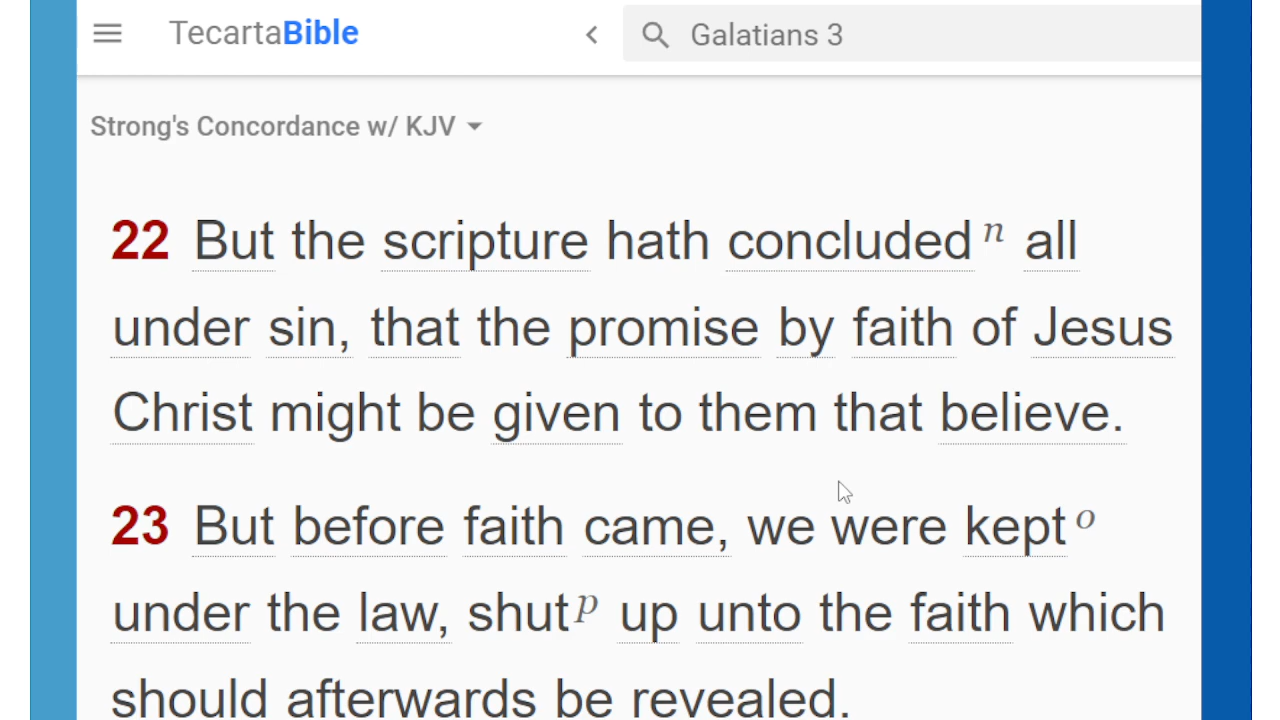 TecartaBible
Galatians 3
Strong's Concordance w/ KJV
22 But the scripture hath concluded n all
under sin, that the promise by faith of Jesus
Christ might be given to them that believe.
23 But before faith came, we were kept o
under the law, shut p up unto the faith which
should afterwards be revealed.